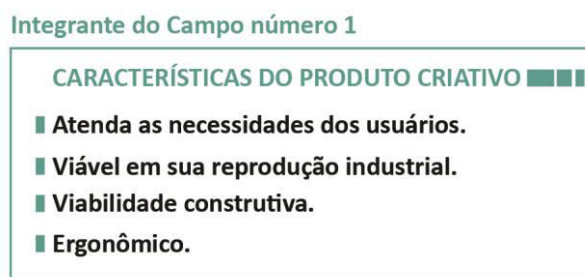 Integrante do Campo número 1
CARACTERÍSTICAS DO PRODUTO CRIATIVO
Atenda as necessidades dos usuários.
Viável em sua reprodução industrial.
Viabilidade construtiva.
Ergonômico.